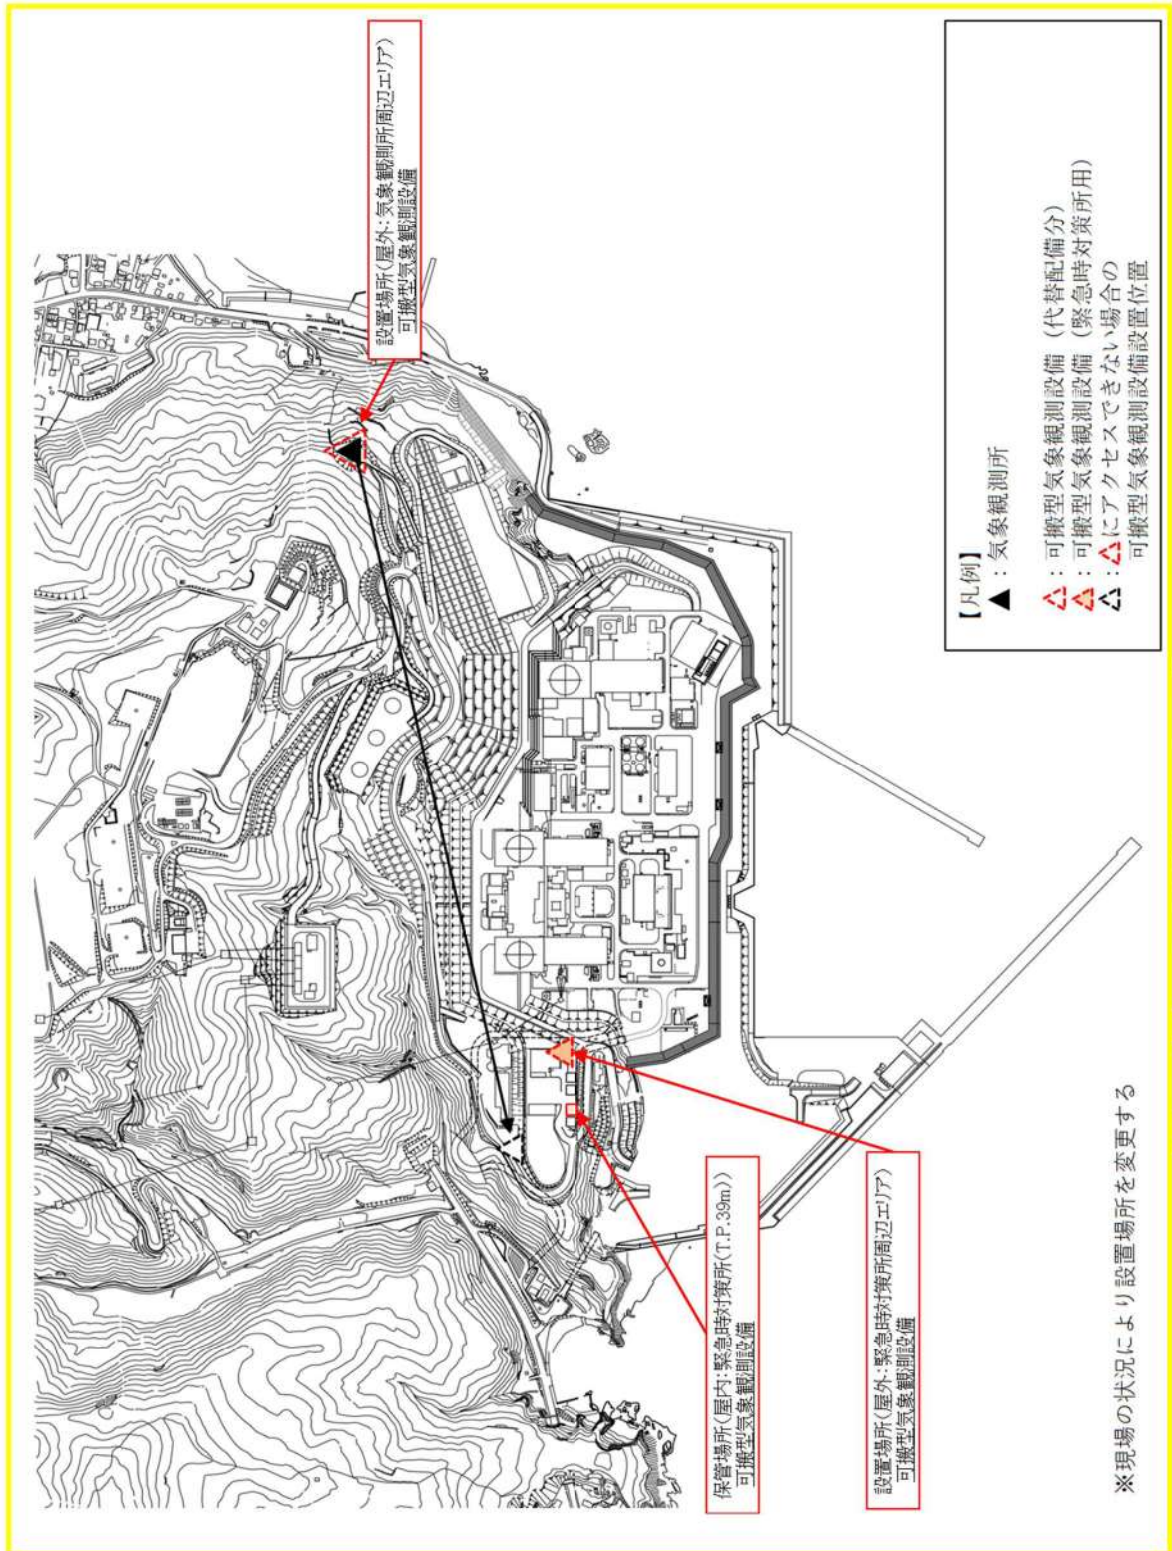 設置場所(屋外:気象観測所周辺エリア)
可搬型気象観測設備
保管場所(屋内:緊急時対策所(T.P.39m))
可搬型気象観測設備
設置場所(屋外:緊急時対策所周辺エリア)
可搬型気象観測設備
【凡例】
▲:気象観測所
△:可搬型気象観測設備(代替配備分)
▲:可搬型気象観測設備(緊急時対策所用)
△:△にアクセスできない場合の
可搬型気象観測設備設置位置
※現場の状況により設置場所を変更する